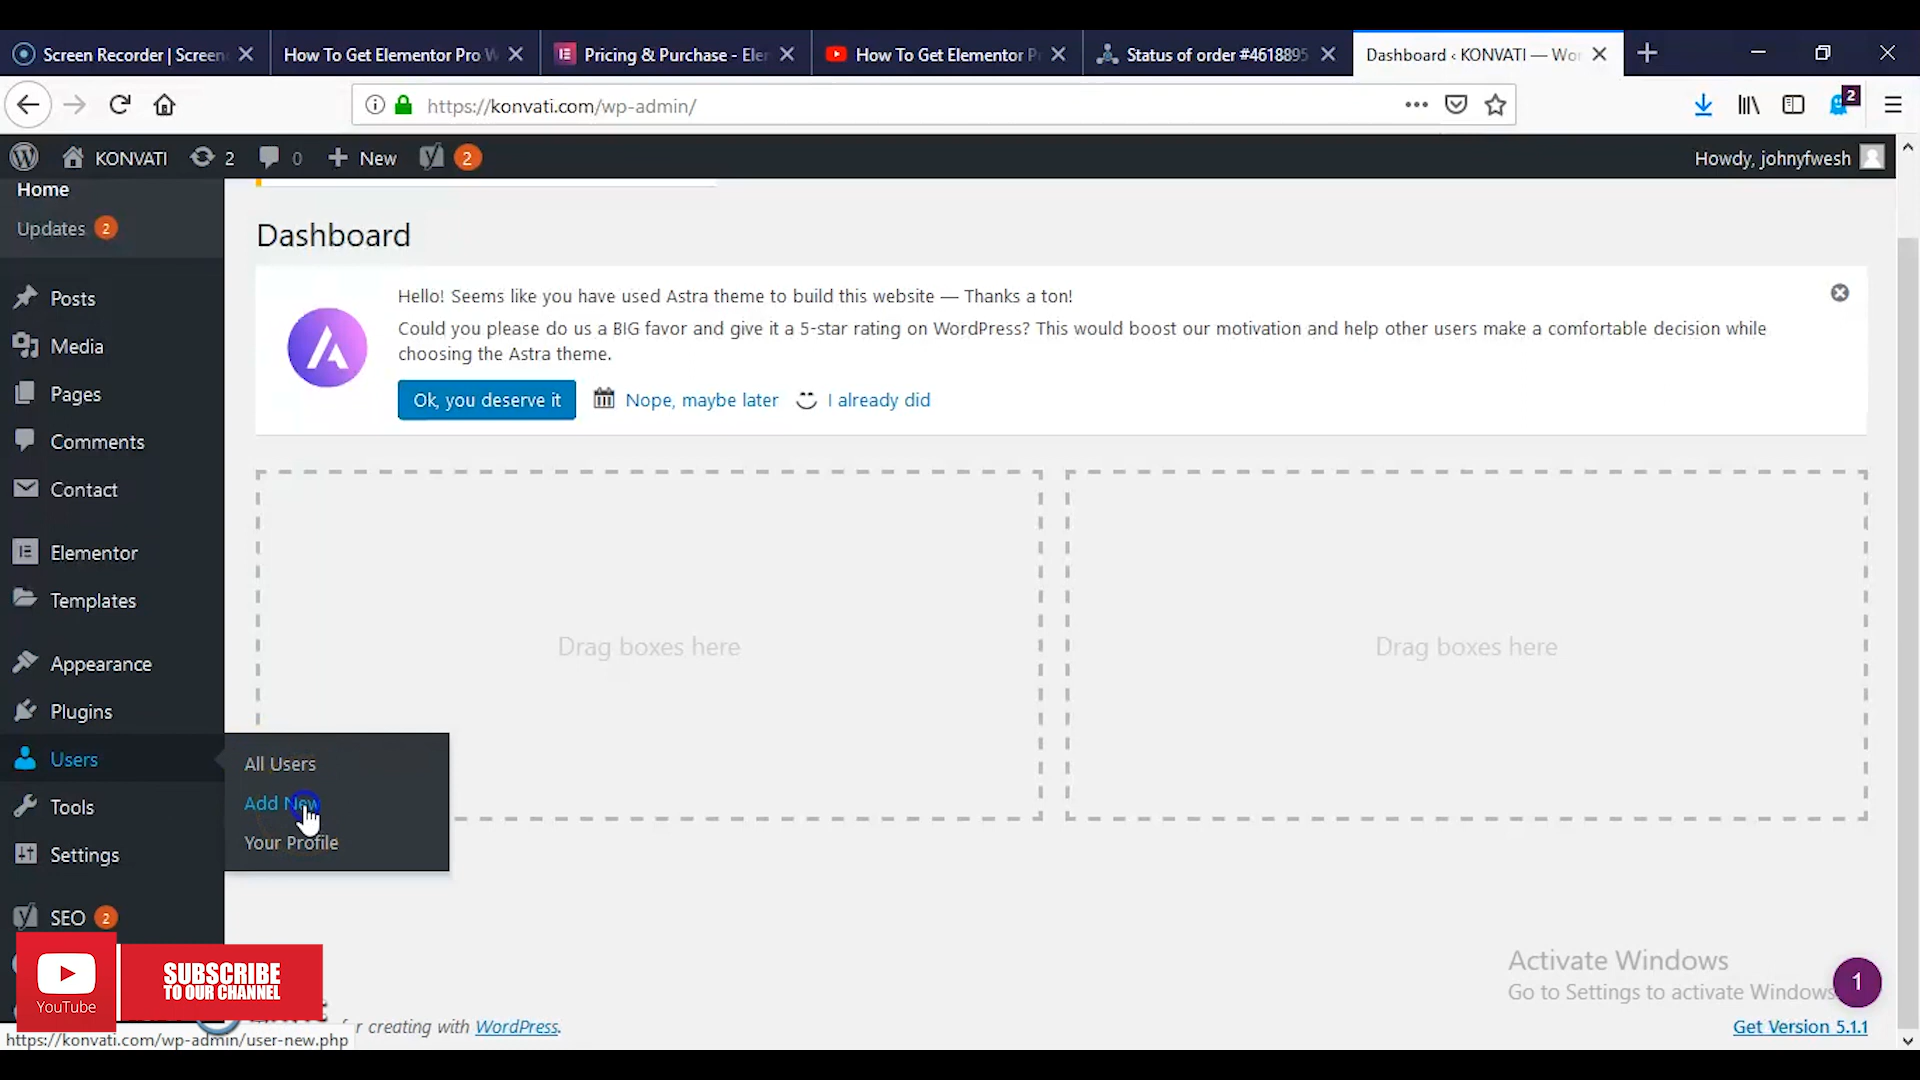 Screen Recorder | Screen
How To Get Elementor Pro W
Pricing & Purchase - Ele
How To Get Elementor P
Status of order #4618895
Dashboard ‹ KONVATI — Wor
https://konvati.com/wp-admin/
2
KONVATI
2
0
New
2
Howdy, johnyfwesh
Home
Updates 2
Posts
Media
Pages
Comments
Contact
Elementor
Templates
Appearance
Plugins
Users
Tools
Settings
SEO 2
All Users
Add New
Your Profile
Dashboard
Hello! Seems like you have used Astra theme to build this website — Thanks a ton!
Could you please do us a BIG favor and give it a 5-star rating on WordPress? This would boost our motivation and help other users make a comfortable decision while
choosing the Astra theme.
Ok, you deserve it
Nope, maybe later
I already did
Drag boxes here
Drag boxes here
YouTube
SUBSCRIBE
TO OUR CHANNEL
Activate Windows
Go to Settings to activate Windows
1
r creating with WordPress.
Get Version 5.1.1
https://konvati.com/wp-admin/user-new.php